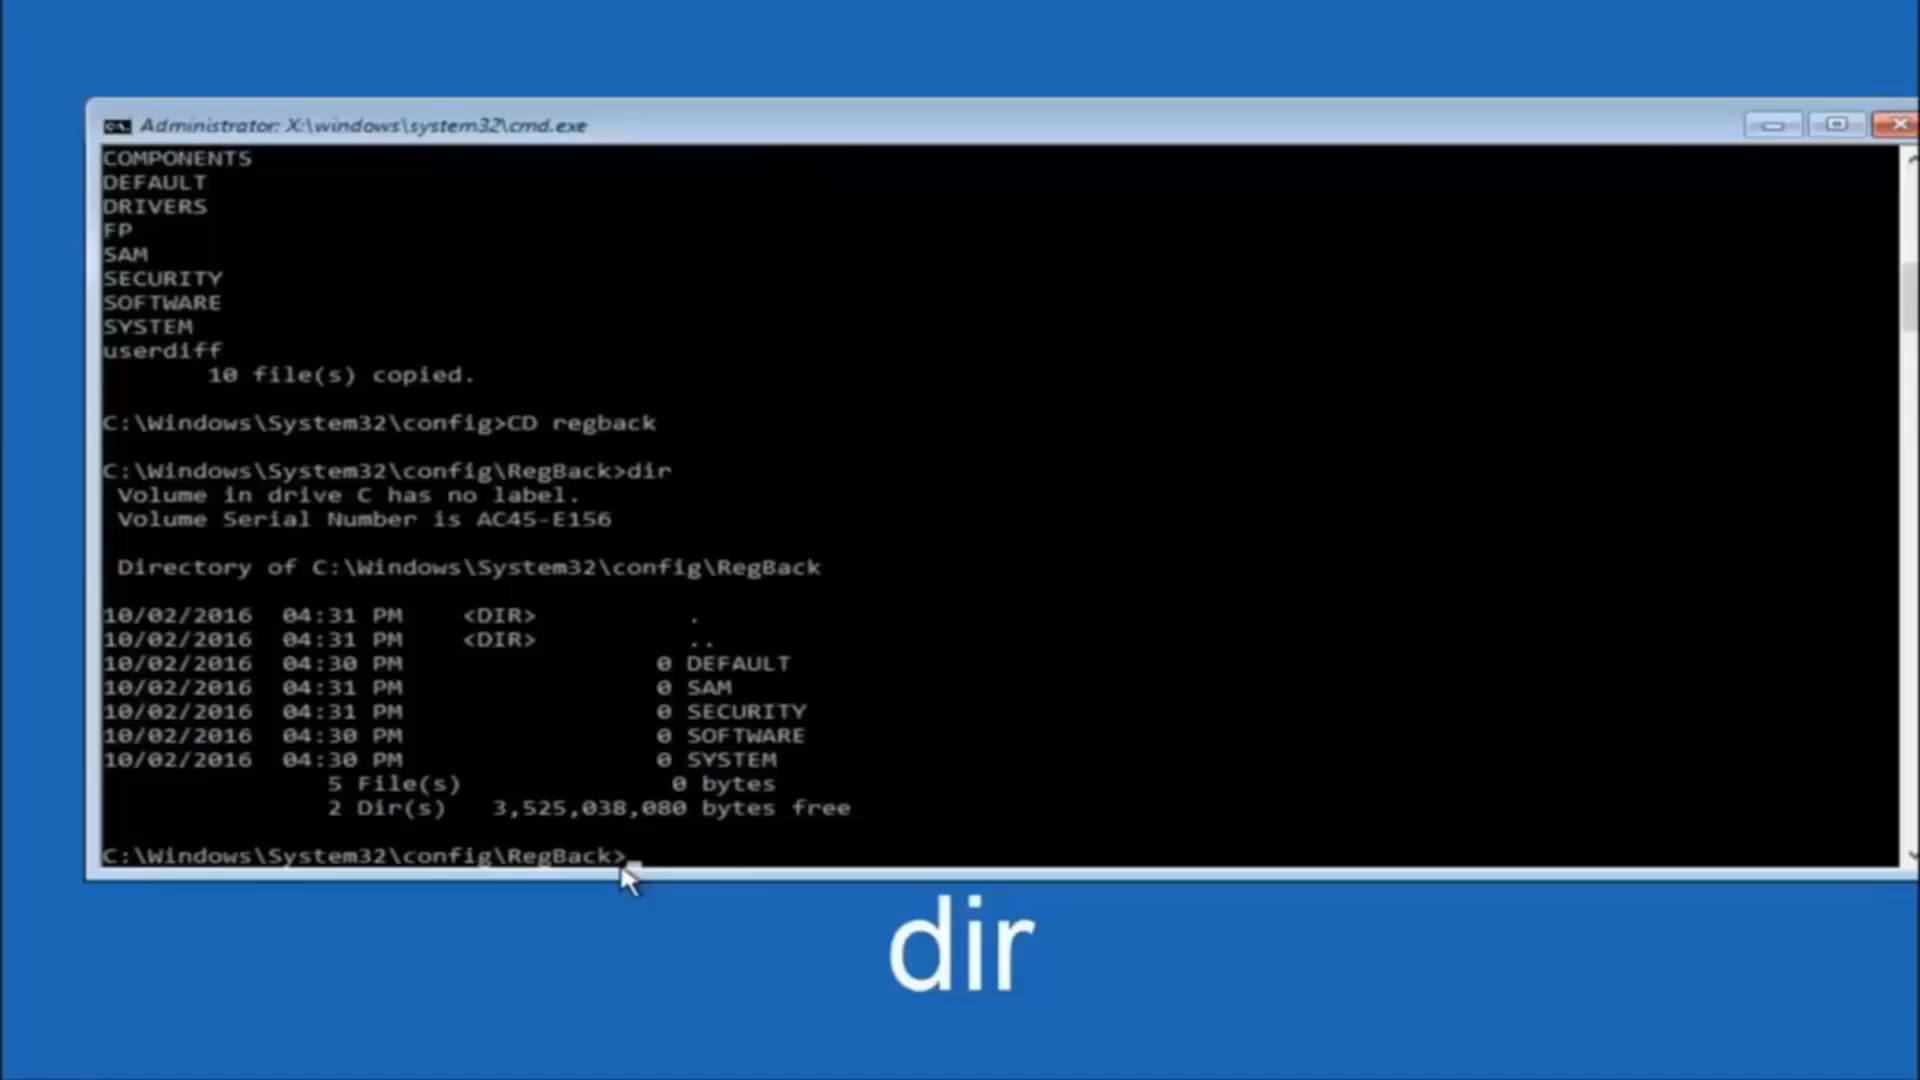 Administrator: X:\windows\system32\cmd.exe
COMPONENTS
DEFAULT
DRIVERS
FP
SAM
SECURITY
SOFTWARE
SYSTEM
userdiff
10 file(s) copied.
C:\Windows\System32\config>CD regback
C:\Windows\System32\config\RegBack>dir
Volume in drive C has no label.
Volume Serial Number is AC45-E156
Directory of C:\Windows\System32\config\RegBack
10/02/2016 04:31 PM <DIR> .
10/02/2016 04:31 PM <DIR> ..
10/02/2016 04:30 PM 0 DEFAULT
10/02/2016 04:31 PM 0 SAM
10/02/2016 04:31 PM 0 SECURITY
10/02/2016 04:30 PM 0 SOFTWARE
10/02/2016 04:30 PM 0 SYSTEM
5 File(s) 0 bytes
2 Dir(s) 3,525,038,080 bytes free
C:\Windows\System32\config\RegBack>
dir